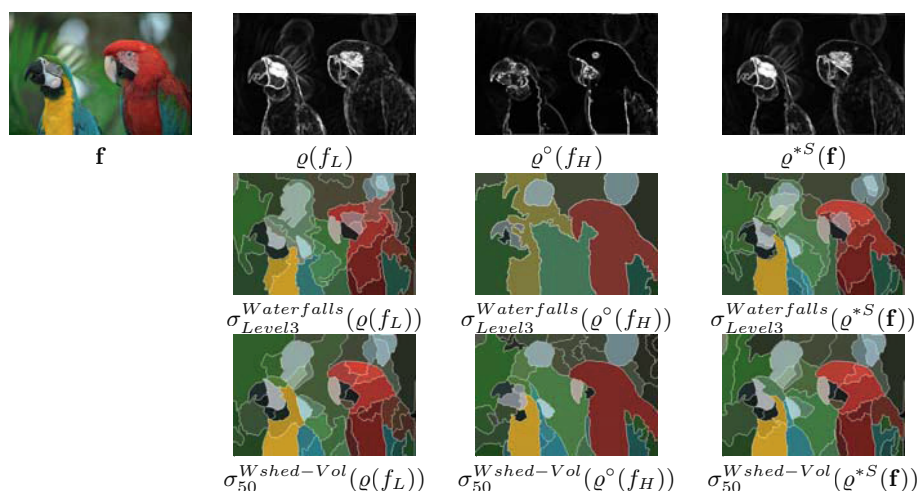 f ϱ(f_L) ϱ°(f_H) ϱ^{*S}(f)
σ^{Waterfalls}_{Level3}(ϱ(f_L)) σ^{Waterfalls}_{Level3}(ϱ°(f_H)) σ^{Waterfalls}_{Level3}(ϱ^{*S}(f))
σ^{Wshed−Vol}_{50}(ϱ(f_L)) σ^{Wshed−Vol}_{50}(ϱ°(f_H)) σ^{Wshed−Vol}_{50}(ϱ^{*S}(f))